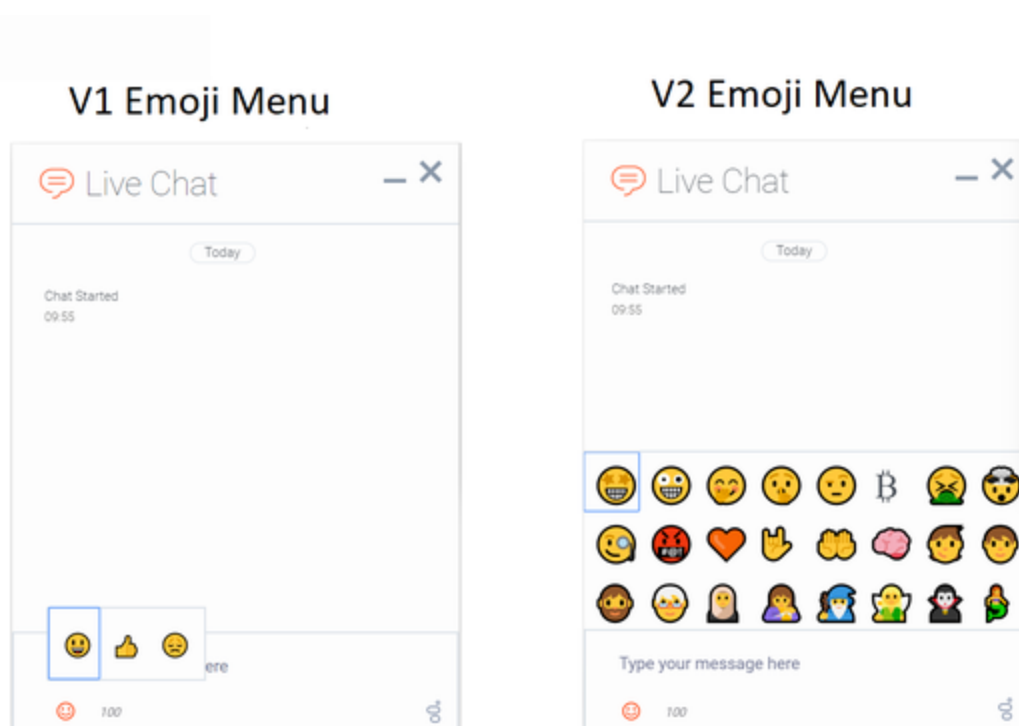 V1 Emoji Menu
Live Chat
Today
Chat Started
09:55
ere
100
V2 Emoji Menu
Live Chat
Today
Chat Started
09:55
₿
Type your message here
100